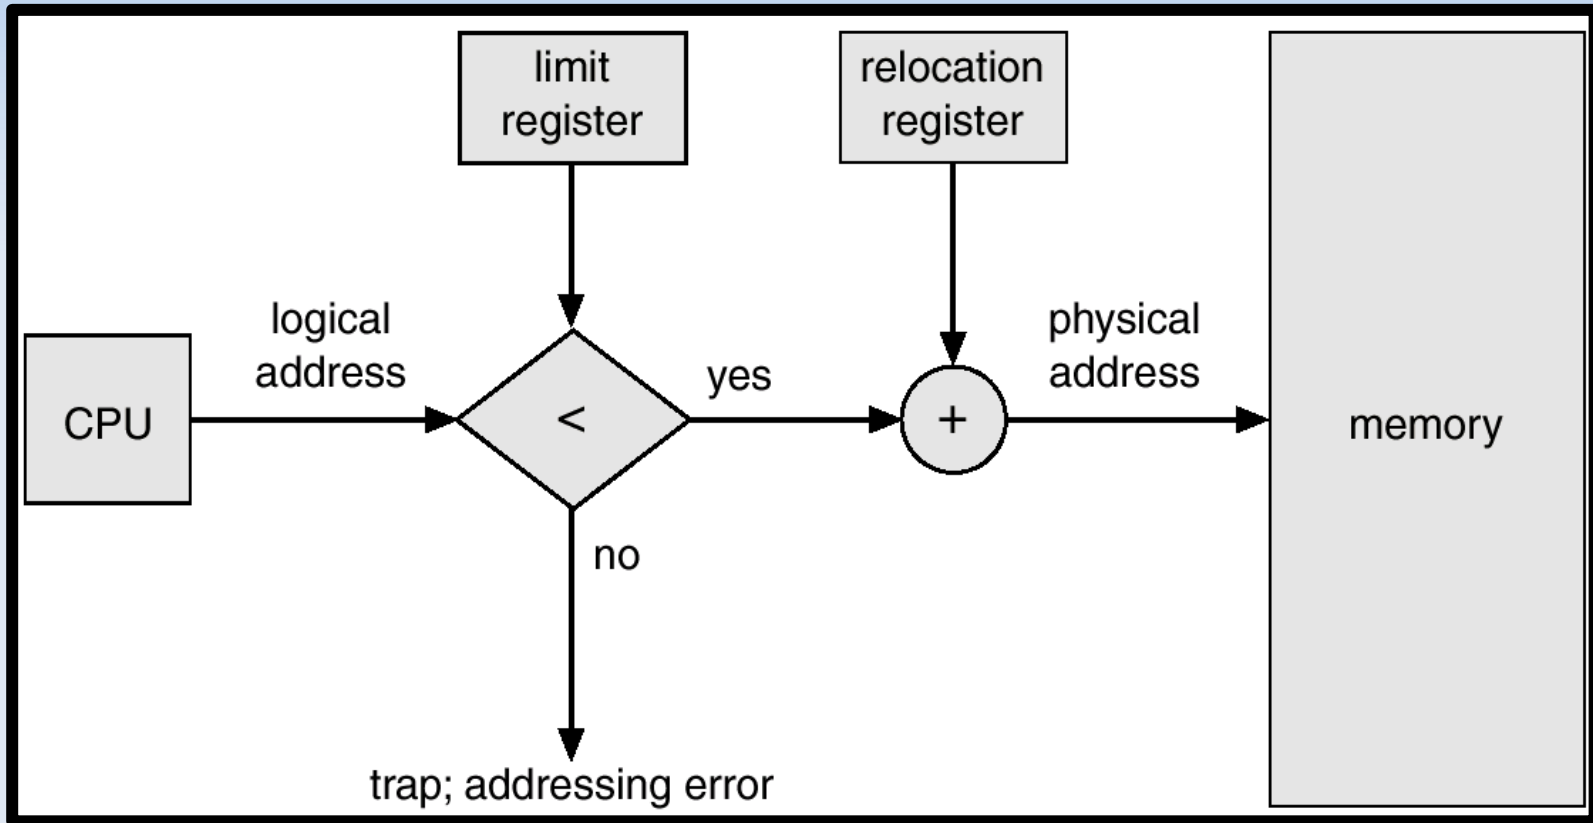 limit
register
relocation
register
logical
address
physical
address
yes
CPU
<
+
memory
no
trap; addressing error